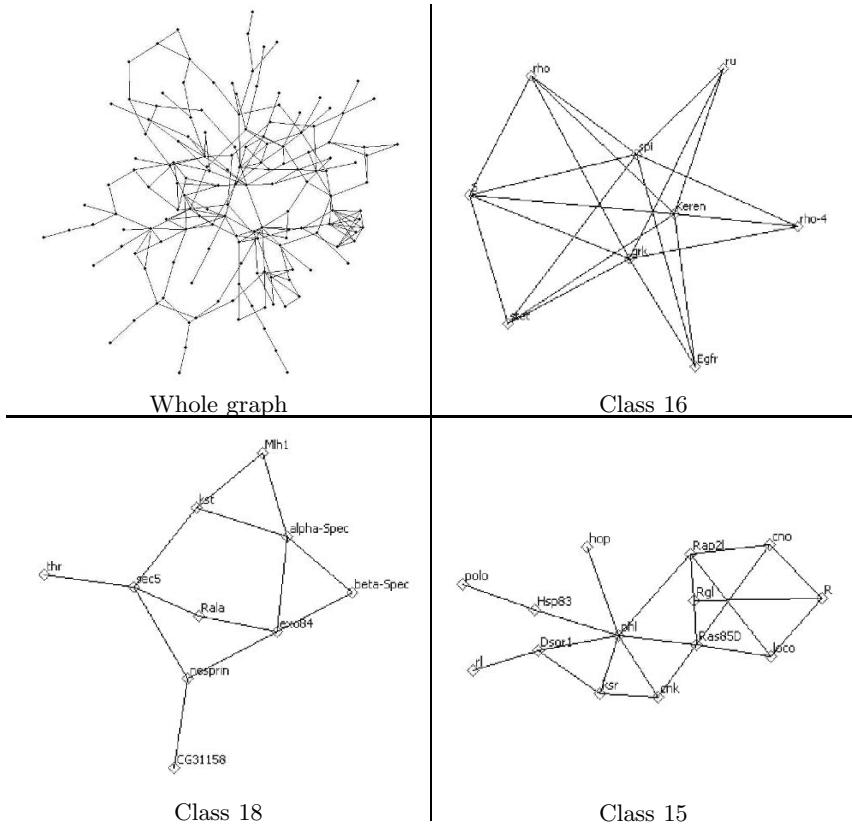 rho
ru
spi
s
Keren
rho-4
grk
stet
Egfr
Whole graph
Class 16
Mlh1
kst
alpha-Spec
thr
sec5
beta-Spec
Rala
exo84
nesprin
CG31158
Class 18
hop
Rap2l
cno
polo
Hsp83
Rgl
R
phl
Dsor1
Ras85D
rl
loco
ksr
cnk
Class 15